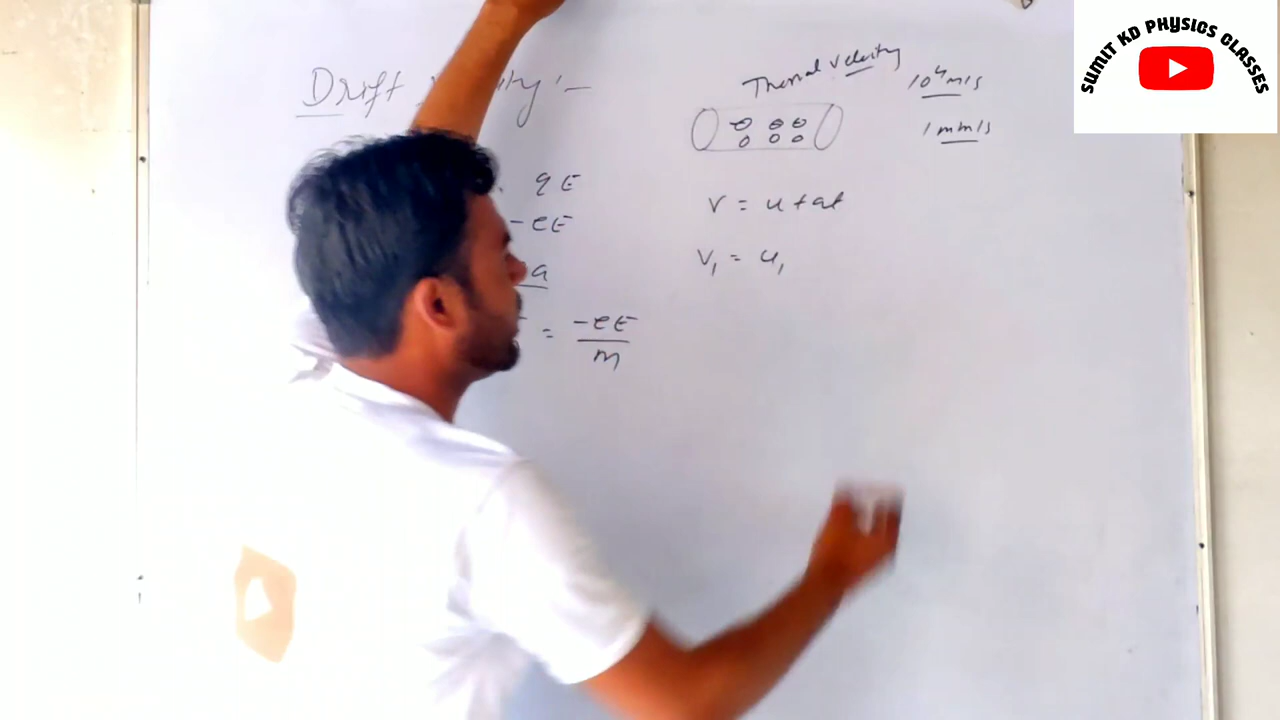 Drift
Thermal velocity
10⁴ m/s
1 mm/s
qE
-eE
a
= -eE/m
v = u + at
v₁ = u₁
SUMIT KD PHYSICS CLASSES